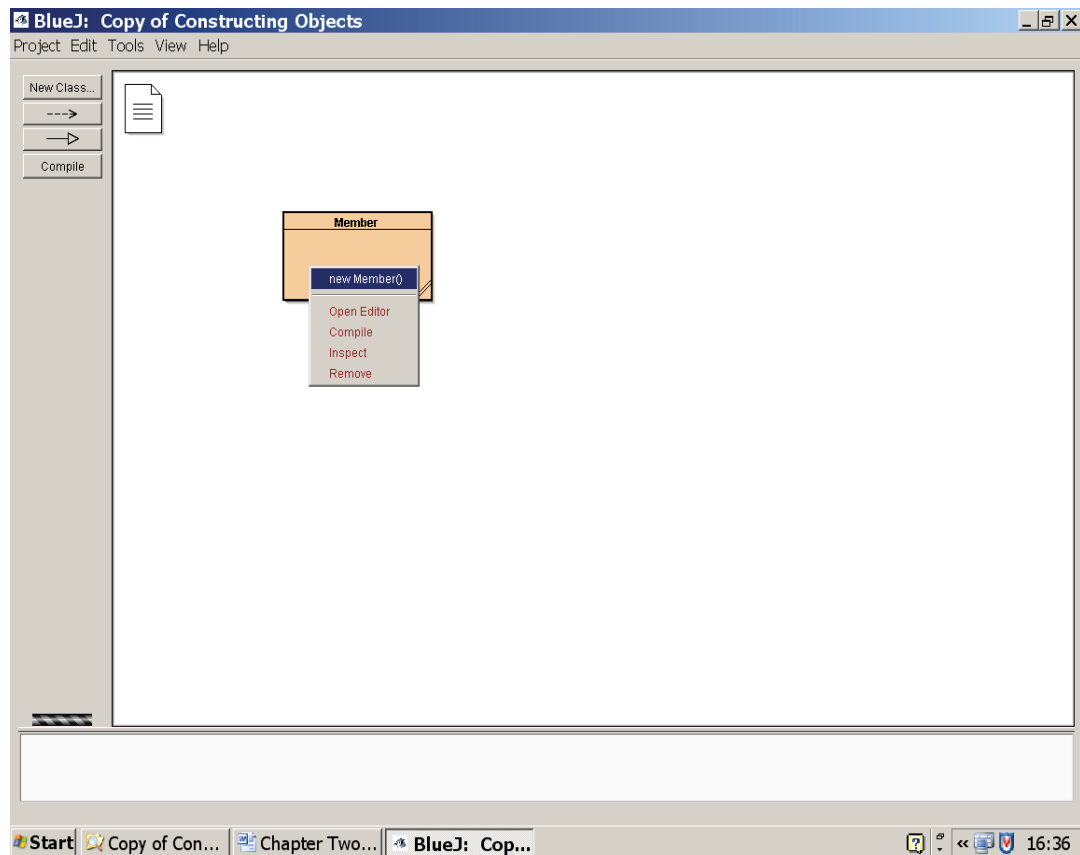 BlueJ: Copy of Constructing Objects
Project Edit Tools View Help
New Class...
--->
Compile
Member
new Member()
Open Editor
Compile
Inspect
Remove
Start Copy of Con... Chapter Two... BlueJ: Cop... « 16:36